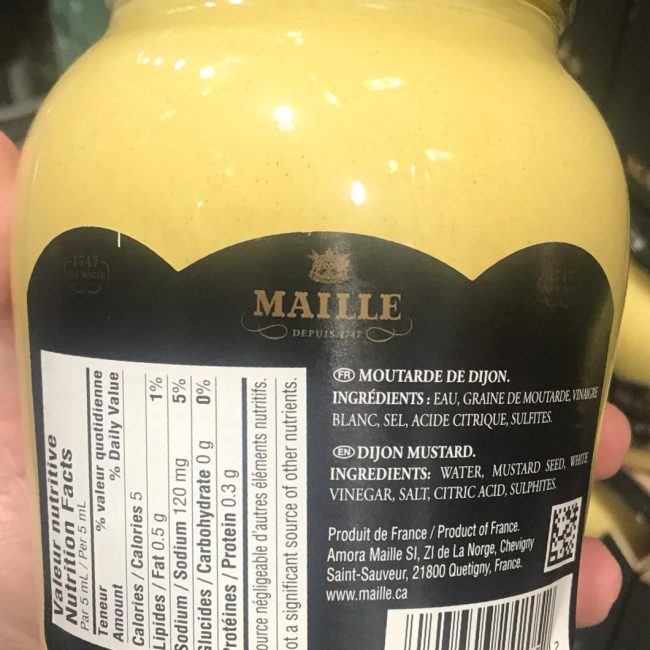 1747
MAILLE
DEPUIS 1747
FR MOUTARDE DE DIJON.
INGRÉDIENTS : EAU, GRAINE DE MOUTARDE, VINAIGRE
BLANC, SEL, ACIDE CITRIQUE, SULFITES.
EN DIJON MUSTARD.
INGREDIENTS: WATER, MUSTARD SEED, WHITE
VINEGAR, SALT, CITRIC ACID, SULPHITES.
Produit de France / Product of France.
Amora Maille SI, ZI de La Norge, Chevigny
Saint-Sauveur, 21800 Quetigny, France.
www.maille.ca
Valeur nutritive
Nutrition Facts
Par 5 mL / Per 5 mL
Teneur % valeur quotidienne
Amount % Daily Value
Calories / Calories 5
Lipides / Fat 0.5 g 1%
Sodium / Sodium 120 mg 5%
Glucides / Carbohydrate 0 g 0%
Protéines / Protein 0.3 g
ource négligeable d'autres éléments nutritifs.
ot a significant source of other nutrients.